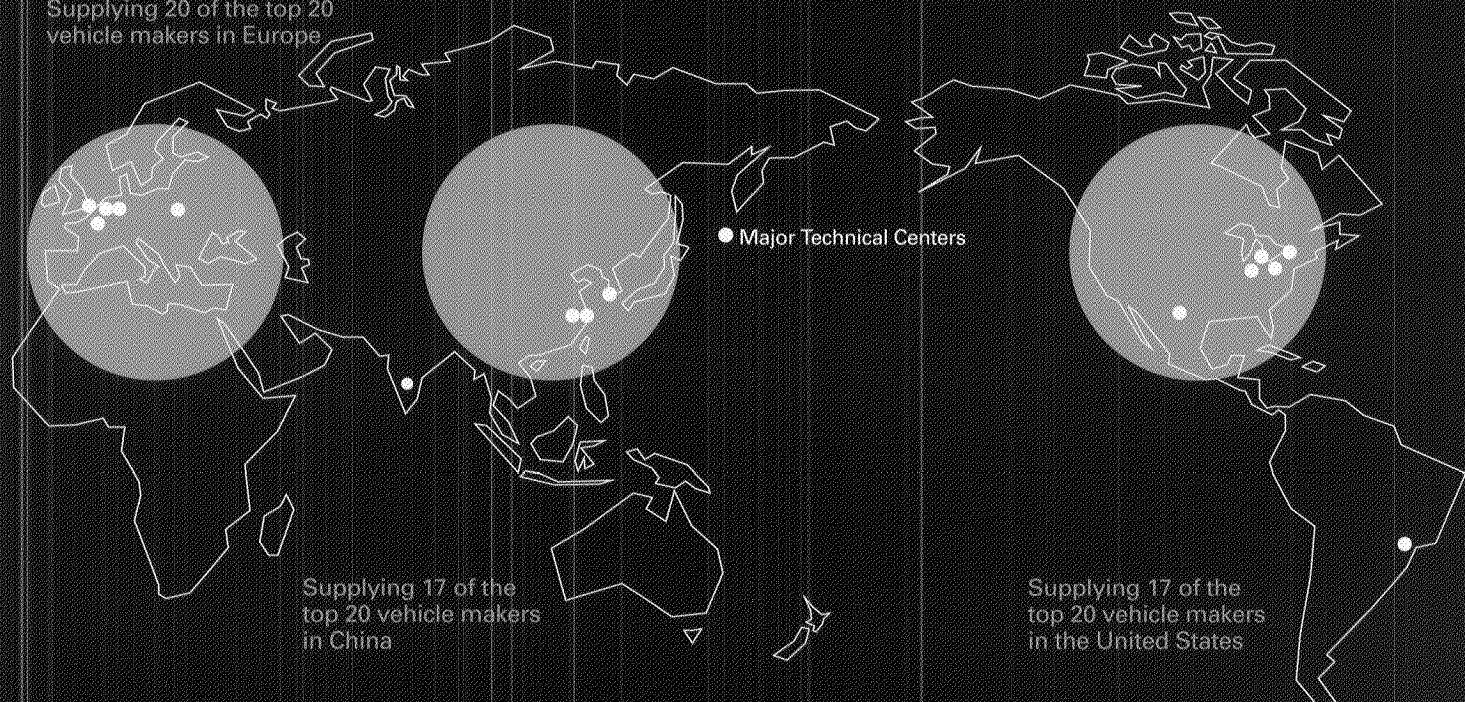 Supplying 20 of the top 20
vehicle makers in Europe
Major Technical Centers
Supplying 17 of the
top 20 vehicle makers
in China
Supplying 17 of the
top 20 vehicle makers
in the United States